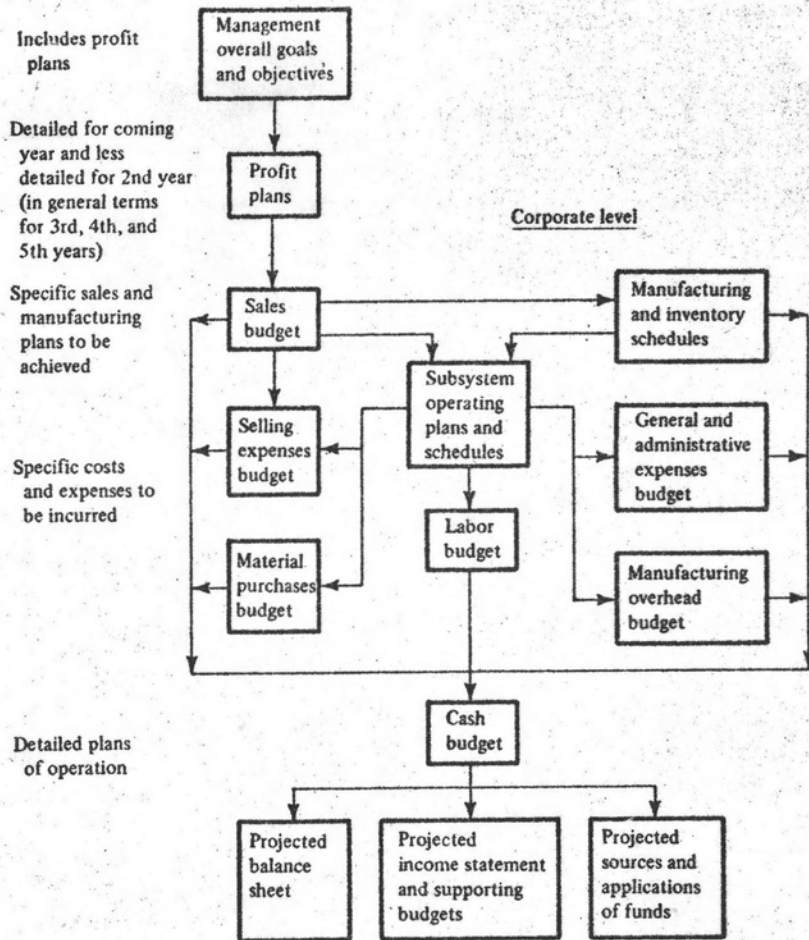 Includes profit
plans
Management
overall goals
and objectives
Detailed for coming
year and less
detailed for 2nd year
(in general terms
for 3rd, 4th, and
5th years)
Profit
plans
Corporate level
Specific sales and
manufacturing
plans to be
achieved
Sales
budget
Manufacturing
and inventory
schedules
Subsystem
operating
plans and
schedules
Selling
expenses
budget
General and
administrative
expenses
budget
Specific costs
and expenses to
be incurred
Labor
budget
Material
purchases
budget
Manufacturing
overhead
budget
Cash
budget
Detailed plans
of operation
Projected
balance
sheet
Projected
income statement
and supporting
budgets
Projected
sources and
applications
of funds